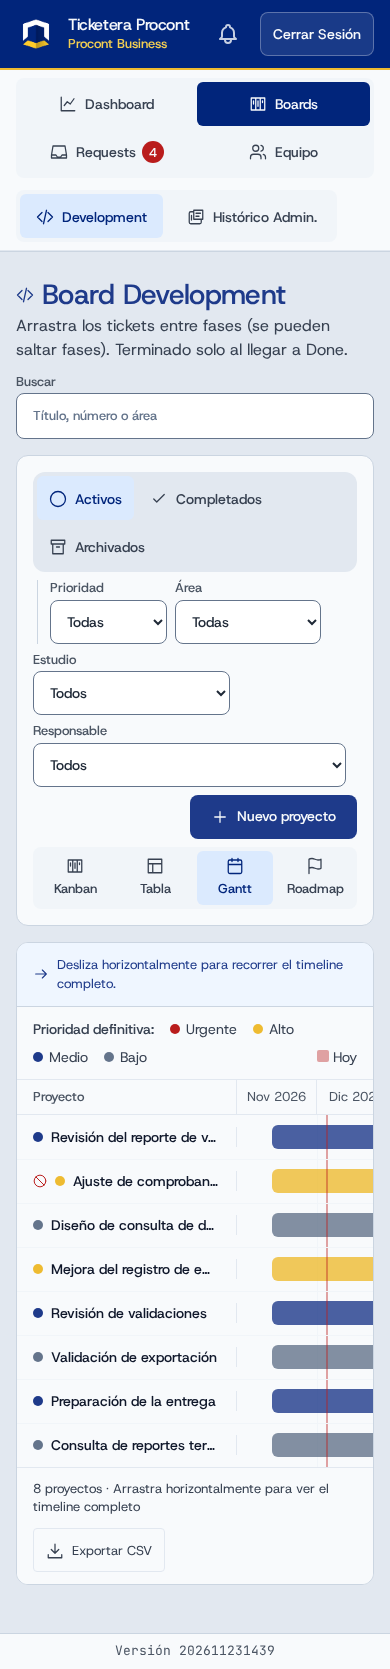 Ticketera Procont
Procont Business
Cerrar Sesión
Dashboard
Boards
Requests 4
Equipo
Development
Histórico Admin.
Board Development
Arrastra los tickets entre fases (se pueden
saltar fases). Terminado solo al llegar a Done.
Buscar
Título, número o área
Activos
Completados
Archivados
Prioridad
Área
Todas
Todas
Estudio
Todos
Responsable
Todos
Nuevo proyecto
Kanban
Tabla
Gantt
Roadmap
Desliza horizontalmente para recorrer el timeline
completo.
Prioridad definitiva: Urgente Alto
Medio Bajo Hoy
Proyecto Nov 2026 Dic 202
Revisión del reporte de v...
Ajuste de comproban...
Diseño de consulta de d...
Mejora del registro de e...
Revisión de validaciones
Validación de exportación
Preparación de la entrega
Consulta de reportes ter...
8 proyectos · Arrastra horizontalmente para ver el
timeline completo
Exportar CSV
Versión 202611231439